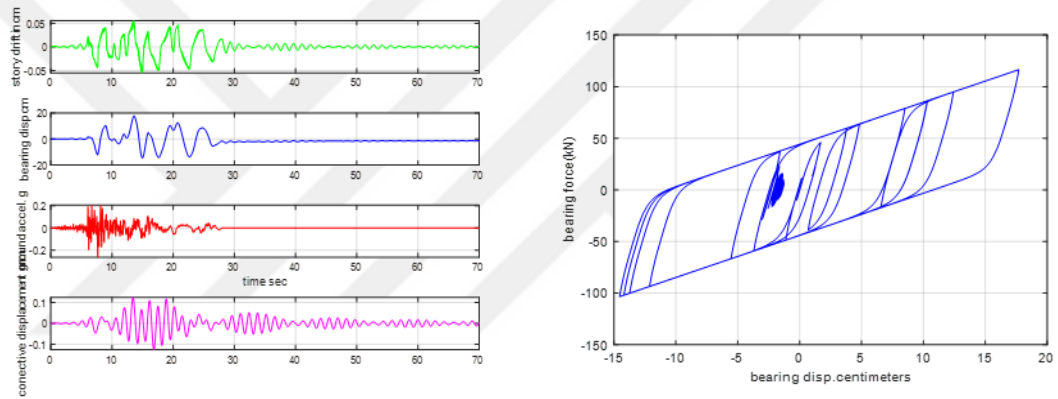 story drift in cm
0.05
0
-0.05
0 10 20 30 40 50 60 70
bearing disp cm
20
0
-20
0 10 20 30 40 50 60 70
ground accel. g
0.2
0
-0.2
0 10 20 30 40 50 60 70
time sec
conective displacement
0.1
0
-0.1
0 10 20 30 40 50 60 70
bearing force(kN)
150
100
50
0
-50
-100
-150
-15 -10 -5 0 5 10 15 20
bearing disp.centimeters